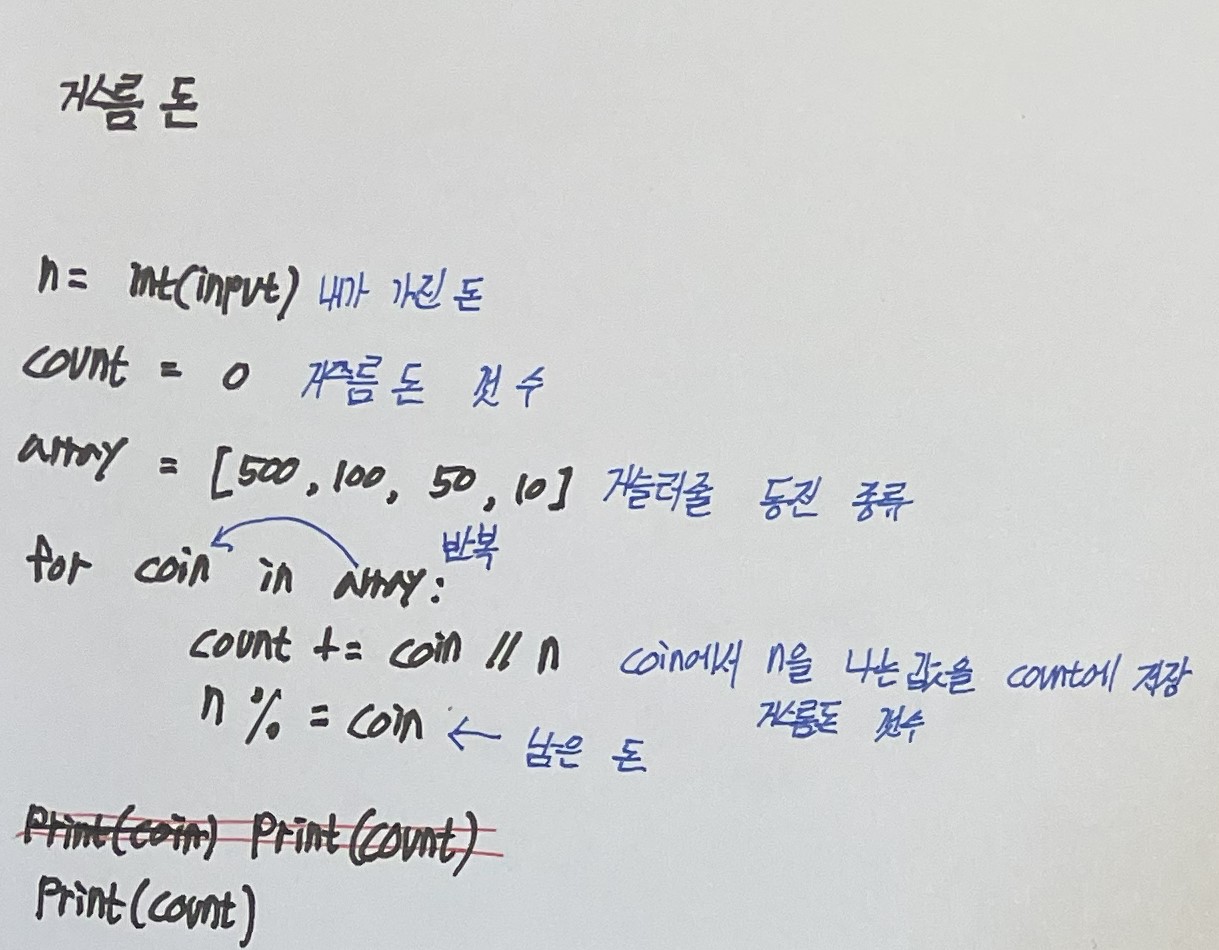 거스름 돈
n = int(input) 내가 가진 돈
count = 0 거스름 돈 갯 수
array = [500, 100, 50, 10] 거슬러줄 동전 종류
for coin in array: 반복
count += coin // n coin에서 n을 나눈 값을 count에 저장
거스름돈 갯수
n % = coin ← 남은 돈
Print(coin) Print(count)
Print(count)